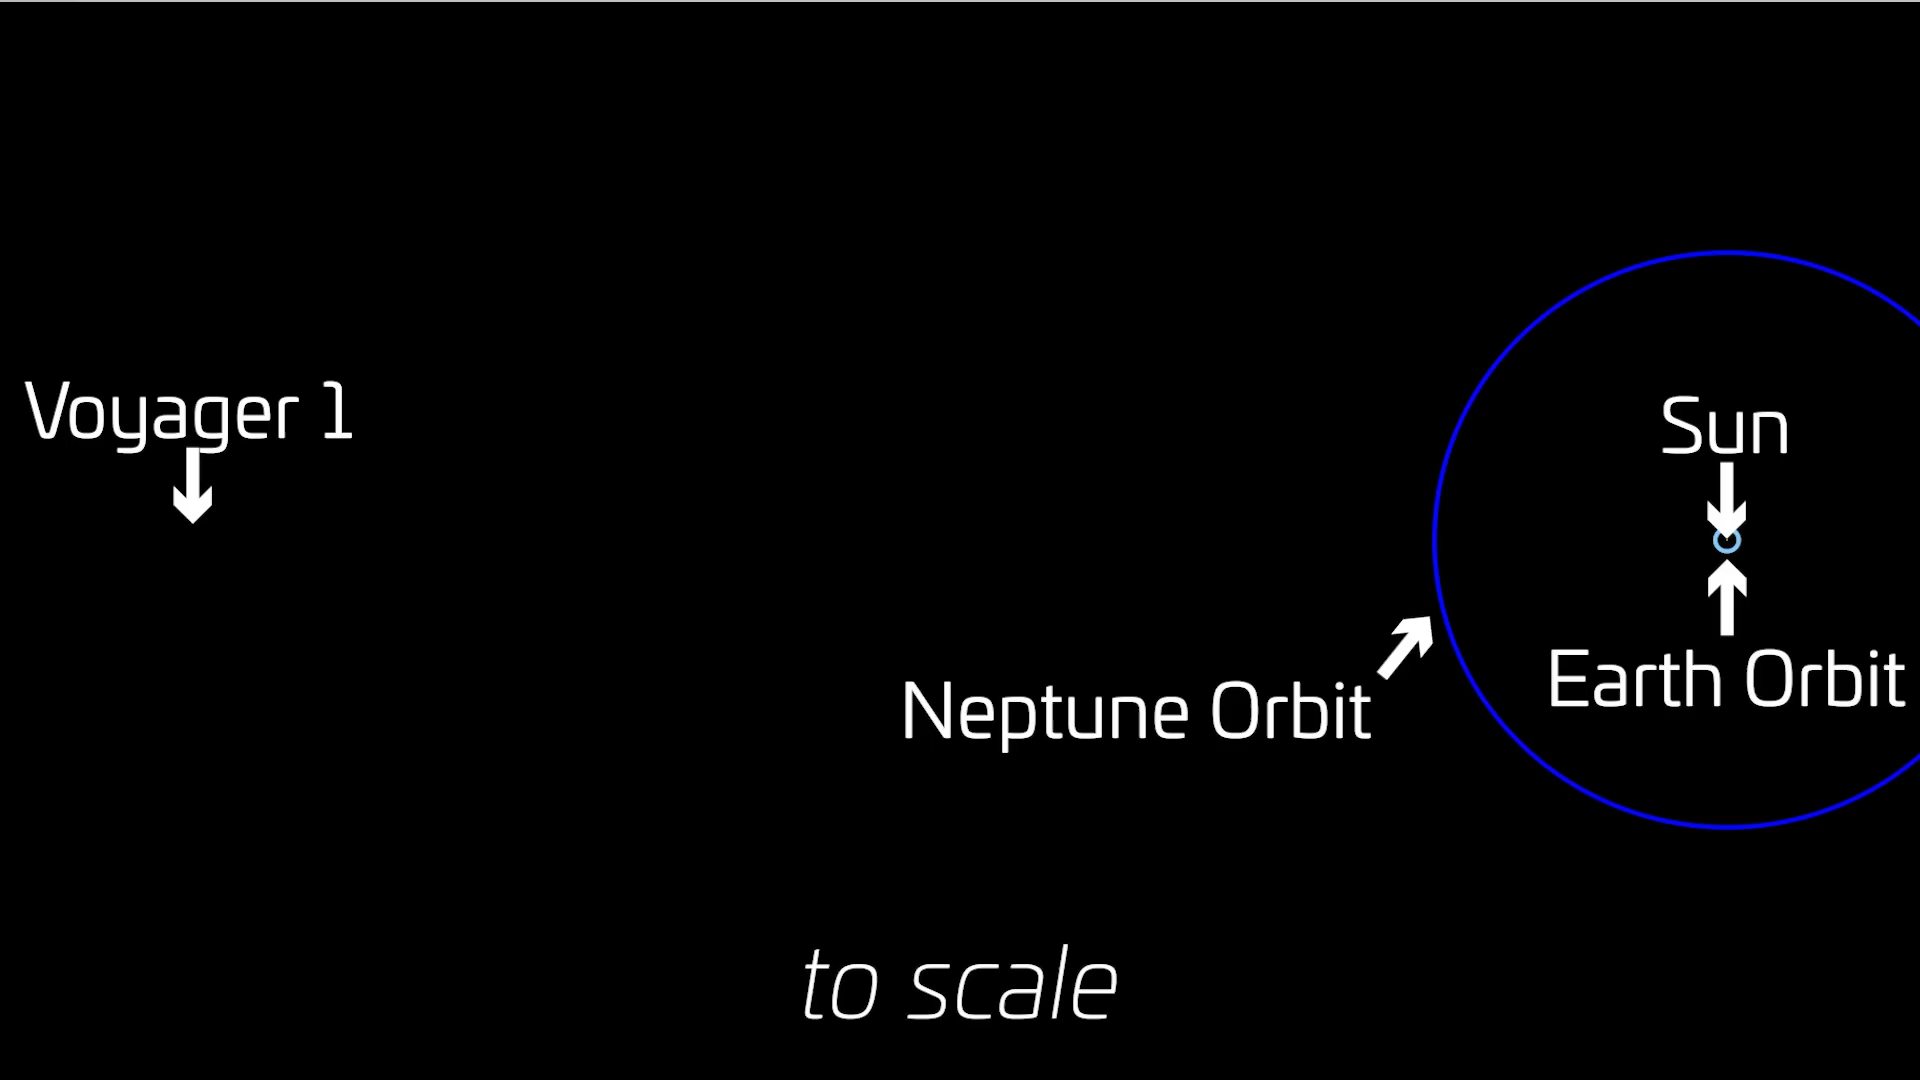 Voyager 1
Sun
Earth Orbit
Neptune Orbit
to scale